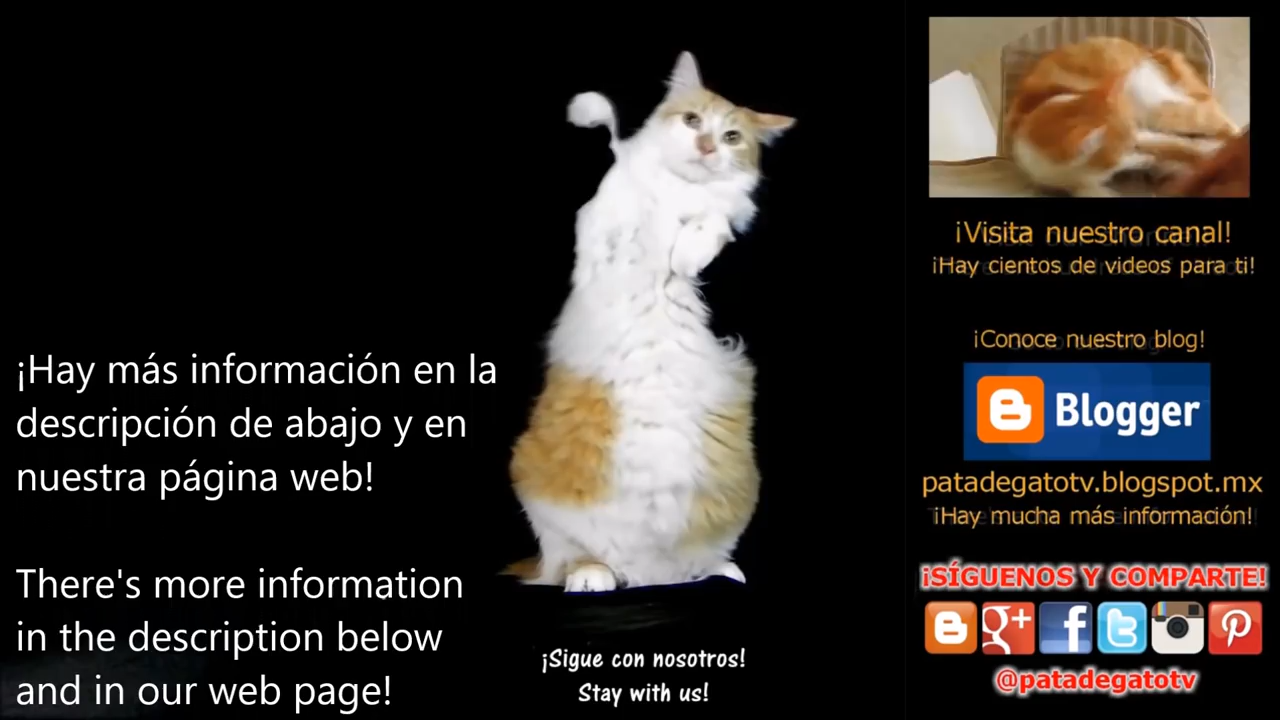 ¡Hay más información en la
descripción de abajo y en
nuestra página web!
There's more information
in the description below
and in our web page!
¡Sigue con nosotros!
Stay with us!
¡Visita nuestro canal!
¡Hay cientos de videos para ti!
¡Conoce nuestro blog!
Blogger
patadegatotv.blogspot.mx
¡Hay mucha más información!
¡SÍGUENOS Y COMPARTE!
@patadegatotv